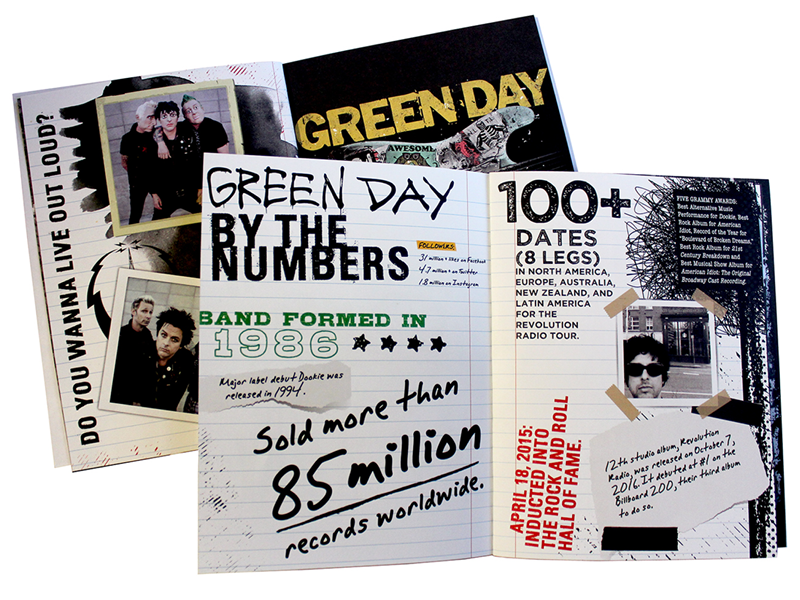 DO YOU WANNA LIVE OUT LOUD?
GREEN DAY
AWESOME
GREEN DAY
BY THE
NUMBERS
FOLLOWERS:
31 million + likes on Facebook
4.7 million + on Twitter
1.8 million on Instagram
BAND FORMED IN
1986
Major label debut Dookie was
released in 1994.
Sold more than
85 million
records worldwide.
100+
DATES
(8 LEGS)
IN NORTH AMERICA,
EUROPE, AUSTRALIA,
NEW ZEALAND, AND
LATIN AMERICA
FOR THE
REVOLUTION
RADIO TOUR.
FIVE GRAMMY AWARDS:
Best Alternative Music
Performance for Dookie, Best
Rock Album for American
Idiot, Record of the Year for
"Boulevard of Broken Dreams,"
Best Rock Album for 21st
Century Breakdown and
Best Musical Show Album for
American Idiot: The Original
Broadway Cast Recording.
APRIL 18, 2015:
INDUCTED INTO
THE ROCK AND ROLL
HALL OF FAME.
12th studio album, Revolution
Radio, was released on October 7,
2016. It debuted at #1 on the
Billboard 200, their third album
to do so.